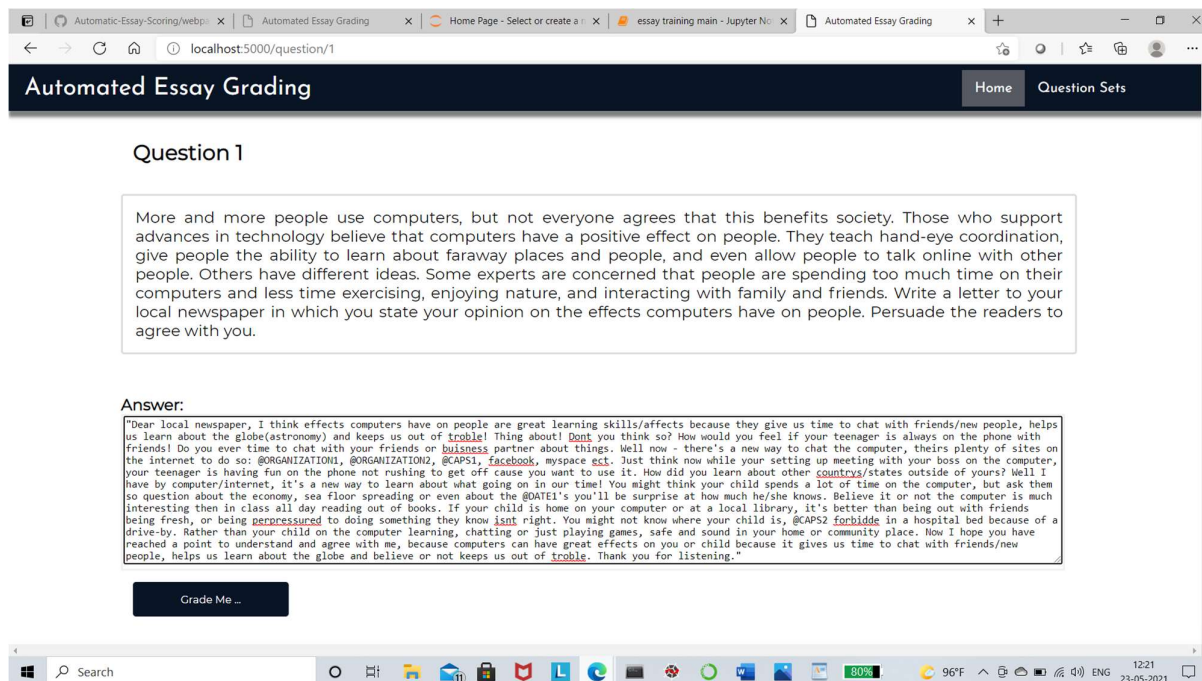 Automatic-Essay-Scoring/webpa
Automated Essay Grading
Home Page - Select or create a n
essay training main - Jupyter No
Automated Essay Grading
localhost:5000/question/1
Automated Essay Grading
Home
Question Sets
Question 1
More and more people use computers, but not everyone agrees that this benefits society. Those who support
advances in technology believe that computers have a positive effect on people. They teach hand-eye coordination,
give people the ability to learn about faraway places and people, and even allow people to talk online with other
people. Others have different ideas. Some experts are concerned that people are spending too much time on their
computers and less time exercising, enjoying nature, and interacting with family and friends. Write a letter to your
local newspaper in which you state your opinion on the effects computers have on people. Persuade the readers to
agree with you.
Answer:
"Dear local newspaper, I think effects computers have on people are great learning skills/affects because they give us time to chat with friends/new people, helps
us learn about the globe(astronomy) and keeps us out of troble! Thing about! Dont you think so? How would you feel if your teenager is always on the phone with
friends! Do you ever time to chat with your friends or buisness partner about things. Well now - there's a new way to chat the computer, theirs plenty of sites on
the internet to do so: @ORGANIZATION1, @ORGANIZATION2, @CAPS1, facebook, myspace ect. Just think now while your setting up meeting with your boss on the computer,
your teenager is having fun on the phone not rushing to get off cause you want to use it. How did you learn about other countrys/states outside of yours? Well I
have by computer/internet, it's a new way to learn about what going on in our time! You might think your child spends a lot of time on the computer, but ask them
so question about the economy, sea floor spreading or even about the @DATE1's you'll be surprise at how much he/she knows. Believe it or not the computer is much
interesting then in class all day reading out of books. If your child is home on your computer or at a local library, it's better than being out with friends
being fresh, or being perpressured to doing something they know isnt right. You might not know where your child is, @CAPS2 forbidde in a hospital bed because of a
drive-by. Rather than your child on the computer learning, chatting or just playing games, safe and sound in your home or community place. Now I hope you have
reached a point to understand and agree with me, because computers can have great effects on you or child because it gives us time to chat with friends/new
people, helps us learn about the globe and believe or not keeps us out of troble. Thank you for listening."
Grade Me ...
Search
11
L
80%
96°F
ENG
12:21
23-05-2021